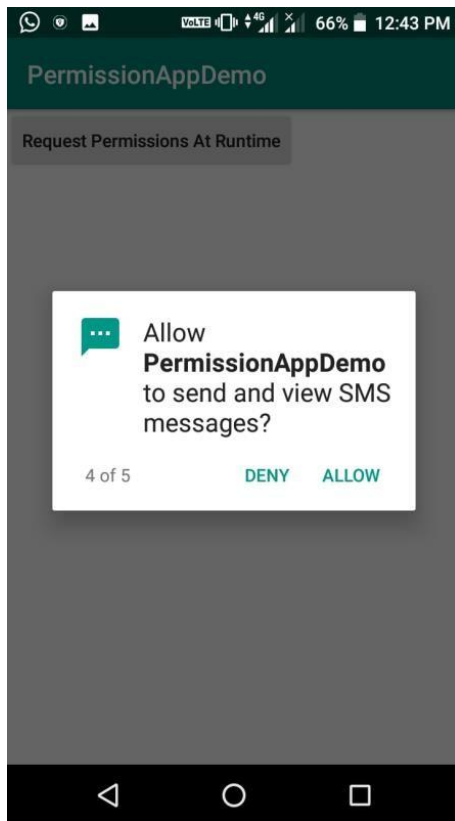 VoLTE 4G 66% 12:43 PM
PermissionAppDemo
Request Permissions At Runtime
Allow
PermissionAppDemo
to send and view SMS
messages?
4 of 5 DENY ALLOW